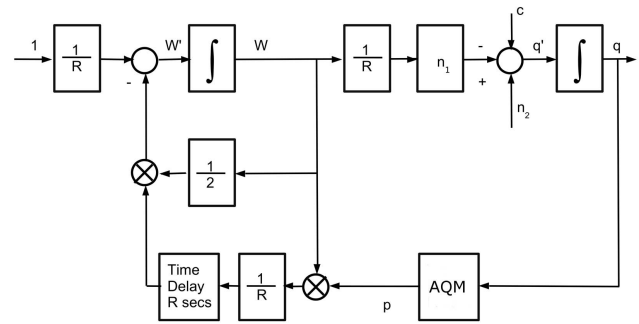 1
1
R
-
W'
∫
W
1
R
n1
-
+
c
n2
q'
∫
q
1
2
Time
Delay
R secs
1
R
p
AQM